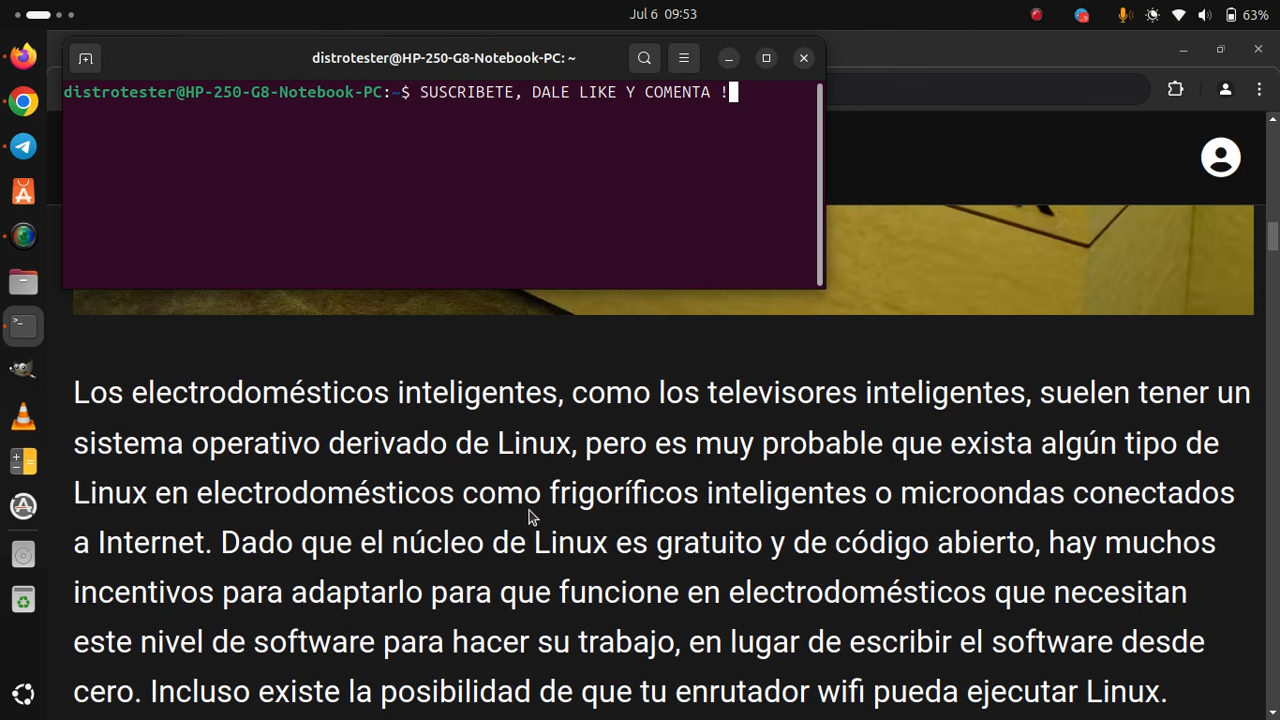 Jul 6 09:53
63%
distrotester@HP-250-G8-Notebook-PC: ~
distrotester@HP-250-G8-Notebook-PC:~$ SUSCRIBETE, DALE LIKE Y COMENTA !
Los electrodomésticos inteligentes, como los televisores inteligentes, suelen tener un
sistema operativo derivado de Linux, pero es muy probable que exista algún tipo de
Linux en electrodomésticos como frigoríficos inteligentes o microondas conectados
a Internet. Dado que el núcleo de Linux es gratuito y de código abierto, hay muchos
incentivos para adaptarlo para que funcione en electrodomésticos que necesitan
este nivel de software para hacer su trabajo, en lugar de escribir el software desde
cero. Incluso existe la posibilidad de que tu enrutador wifi pueda ejecutar Linux.